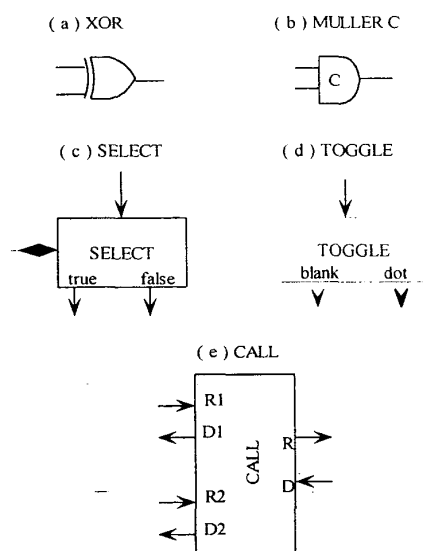 ( a ) XOR
( b ) MULLER C
C
( c ) SELECT
( d ) TOGGLE
SELECT
true false
TOGGLE
blank dot
( e ) CALL
R1
D1
R
CALL
D
R2
D2